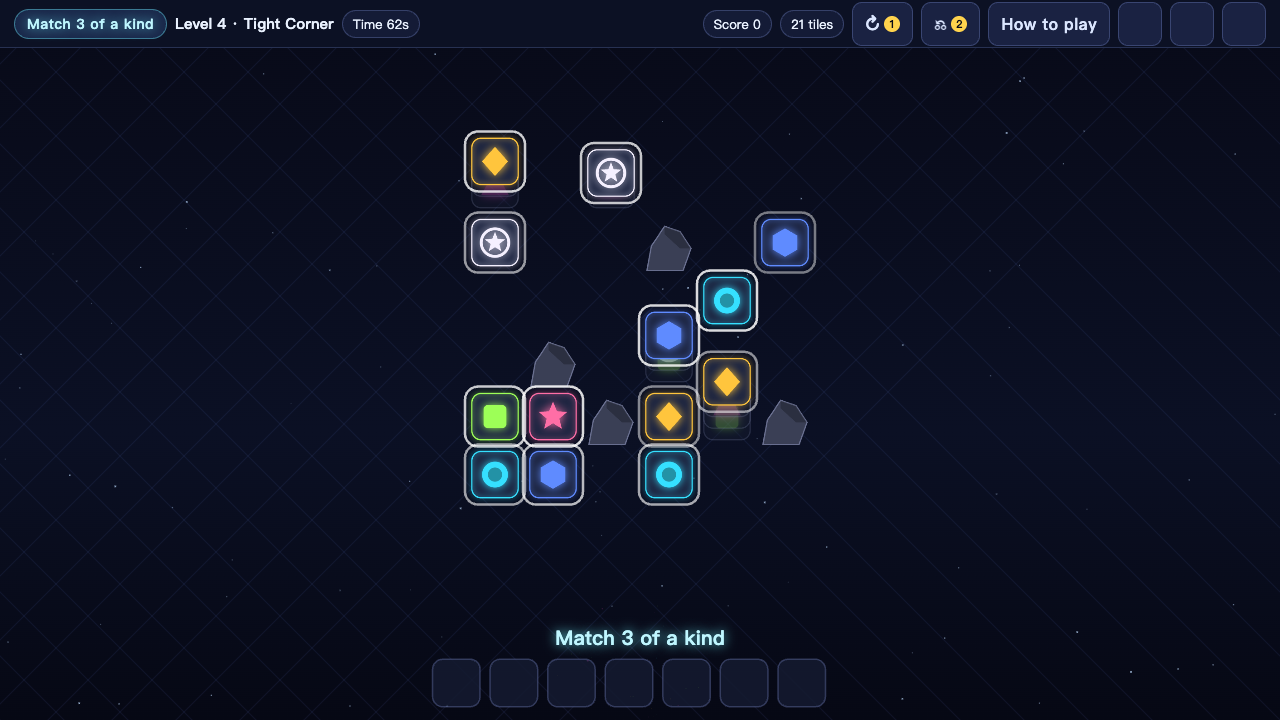 Match 3 of a kind
Level 4 · Tight Corner
Time 62s
Score 0
21 tiles
1
2
How to play
Match 3 of a kind